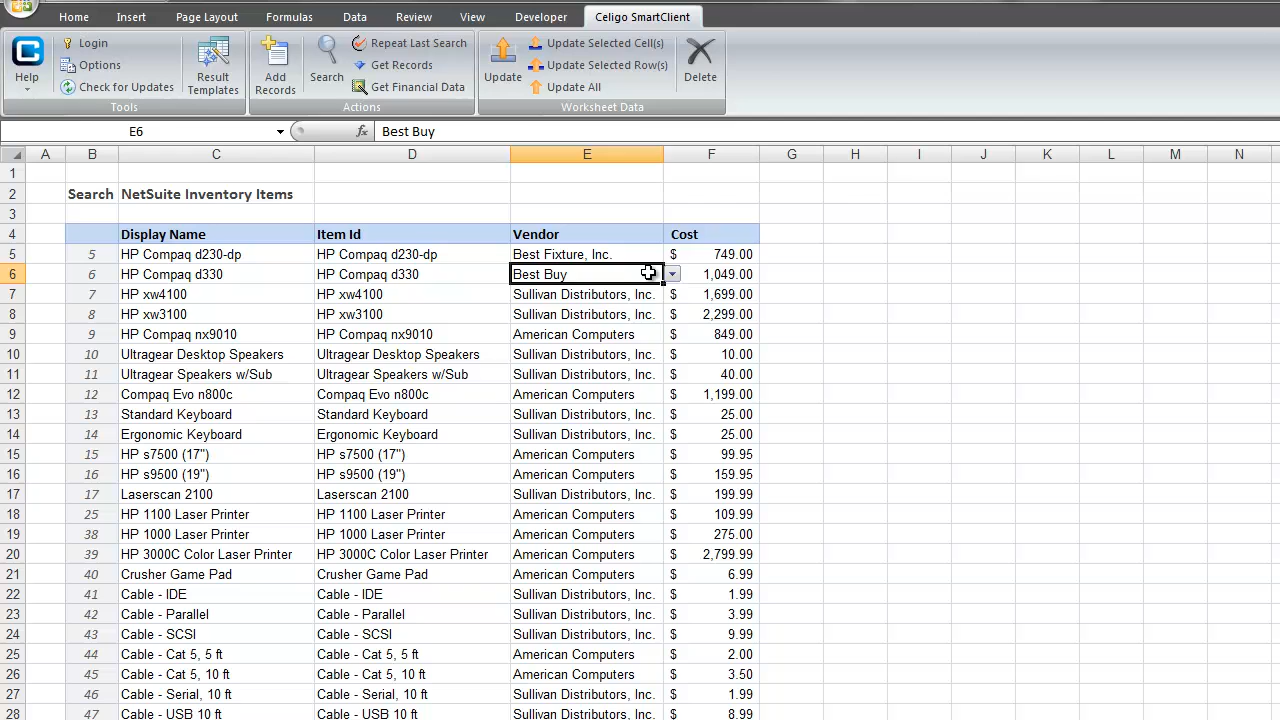 Home Insert Page Layout Formulas Data Review View Developer Celigo SmartClient
Login Repeat Last Search Update Selected Cell(s)
Options Get Records Update Selected Row(s)
Help Check for Updates Result Templates Add Records Search Get Financial Data Update Update All Delete
Tools Actions Worksheet Data
E6 fx Best Buy
A B C D E F G H I J K L M N
1
2 Search NetSuite Inventory Items
3
4 Display Name Item Id Vendor Cost
5 5 HP Compaq d230-dp HP Compaq d230-dp Best Fixture, Inc. $ 749.00
6 6 HP Compaq d330 HP Compaq d330 Best Buy 1,049.00
7 7 HP xw4100 HP xw4100 Sullivan Distributors, Inc. $ 1,699.00
8 8 HP xw3100 HP xw3100 Sullivan Distributors, Inc. $ 2,299.00
9 9 HP Compaq nx9010 HP Compaq nx9010 American Computers $ 849.00
10 10 Ultragear Desktop Speakers Ultragear Desktop Speakers Sullivan Distributors, Inc. $ 10.00
11 11 Ultragear Speakers w/Sub Ultragear Speakers w/Sub Sullivan Distributors, Inc. $ 40.00
12 12 Compaq Evo n800c Compaq Evo n800c American Computers $ 1,199.00
13 13 Standard Keyboard Standard Keyboard Sullivan Distributors, Inc. $ 25.00
14 14 Ergonomic Keyboard Ergonomic Keyboard Sullivan Distributors, Inc. $ 25.00
15 15 HP s7500 (17") HP s7500 (17") American Computers $ 99.95
16 16 HP s9500 (19") HP s9500 (19") American Computers $ 159.95
17 17 Laserscan 2100 Laserscan 2100 Sullivan Distributors, Inc. $ 199.99
18 25 HP 1100 Laser Printer HP 1100 Laser Printer American Computers $ 109.99
19 38 HP 1000 Laser Printer HP 1000 Laser Printer American Computers $ 275.00
20 39 HP 3000C Color Laser Printer HP 3000C Color Laser Printer American Computers $ 2,799.99
21 40 Crusher Game Pad Crusher Game Pad American Computers $ 6.99
22 41 Cable - IDE Cable - IDE Sullivan Distributors, Inc. $ 1.99
23 42 Cable - Parallel Cable - Parallel Sullivan Distributors, Inc. $ 3.99
24 43 Cable - SCSI Cable - SCSI Sullivan Distributors, Inc. $ 9.99
25 44 Cable - Cat 5, 5 ft Cable - Cat 5, 5 ft American Computers $ 2.00
26 45 Cable - Cat 5, 10 ft Cable - Cat 5, 10 ft American Computers $ 3.50
27 46 Cable - Serial, 10 ft Cable - Serial, 10 ft Sullivan Distributors, Inc. $ 1.99
28 47 Cable - USB 10 ft Cable - USB 10 ft Sullivan Distributors, Inc. $ 8.99